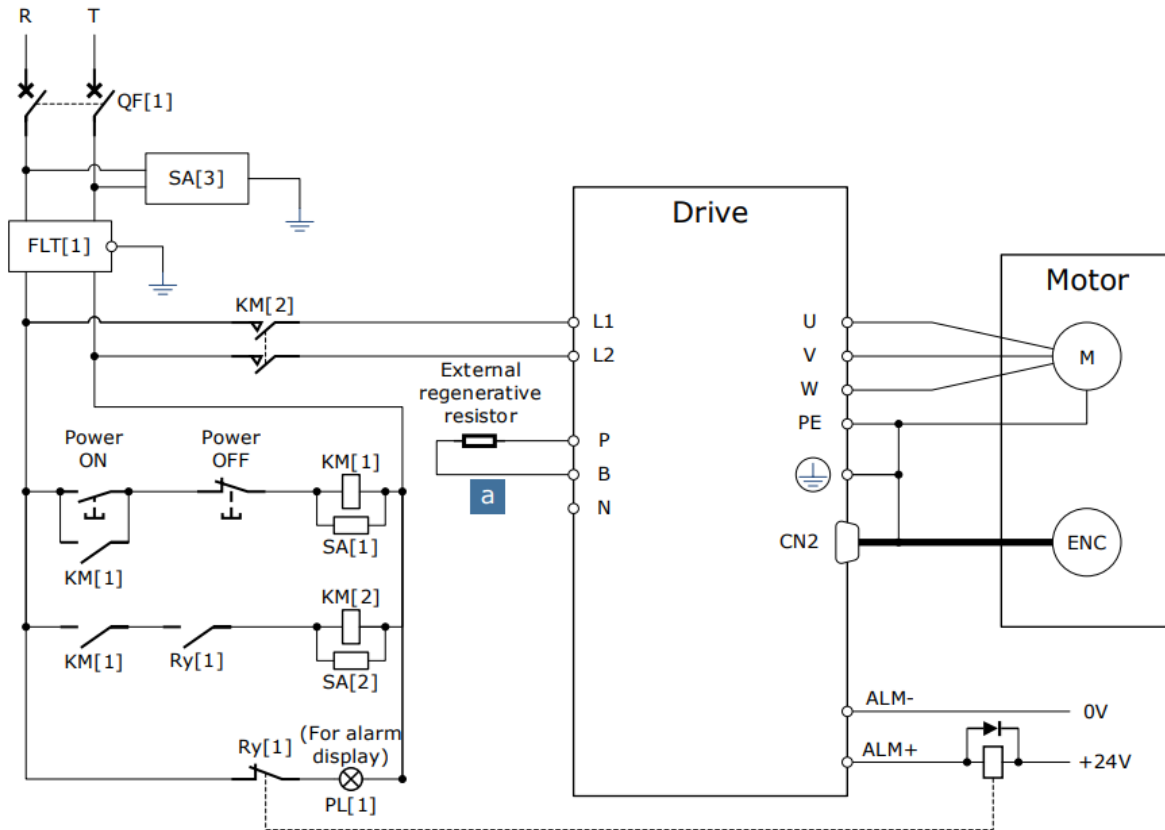 R
T
QF[1]
SA[3]
FLT[1]
KM[2]
Drive
Motor
L1
L2
External
regenerative
resistor
P
B
a
N
U
V
W
PE
M
CN2
ENC
Power
ON
Power
OFF
KM[1]
SA[1]
KM[1]
KM[2]
KM[1]
Ry[1]
SA[2]
Ry[1]
(For alarm
display)
PL[1]
ALM-
0V
ALM+
+24V